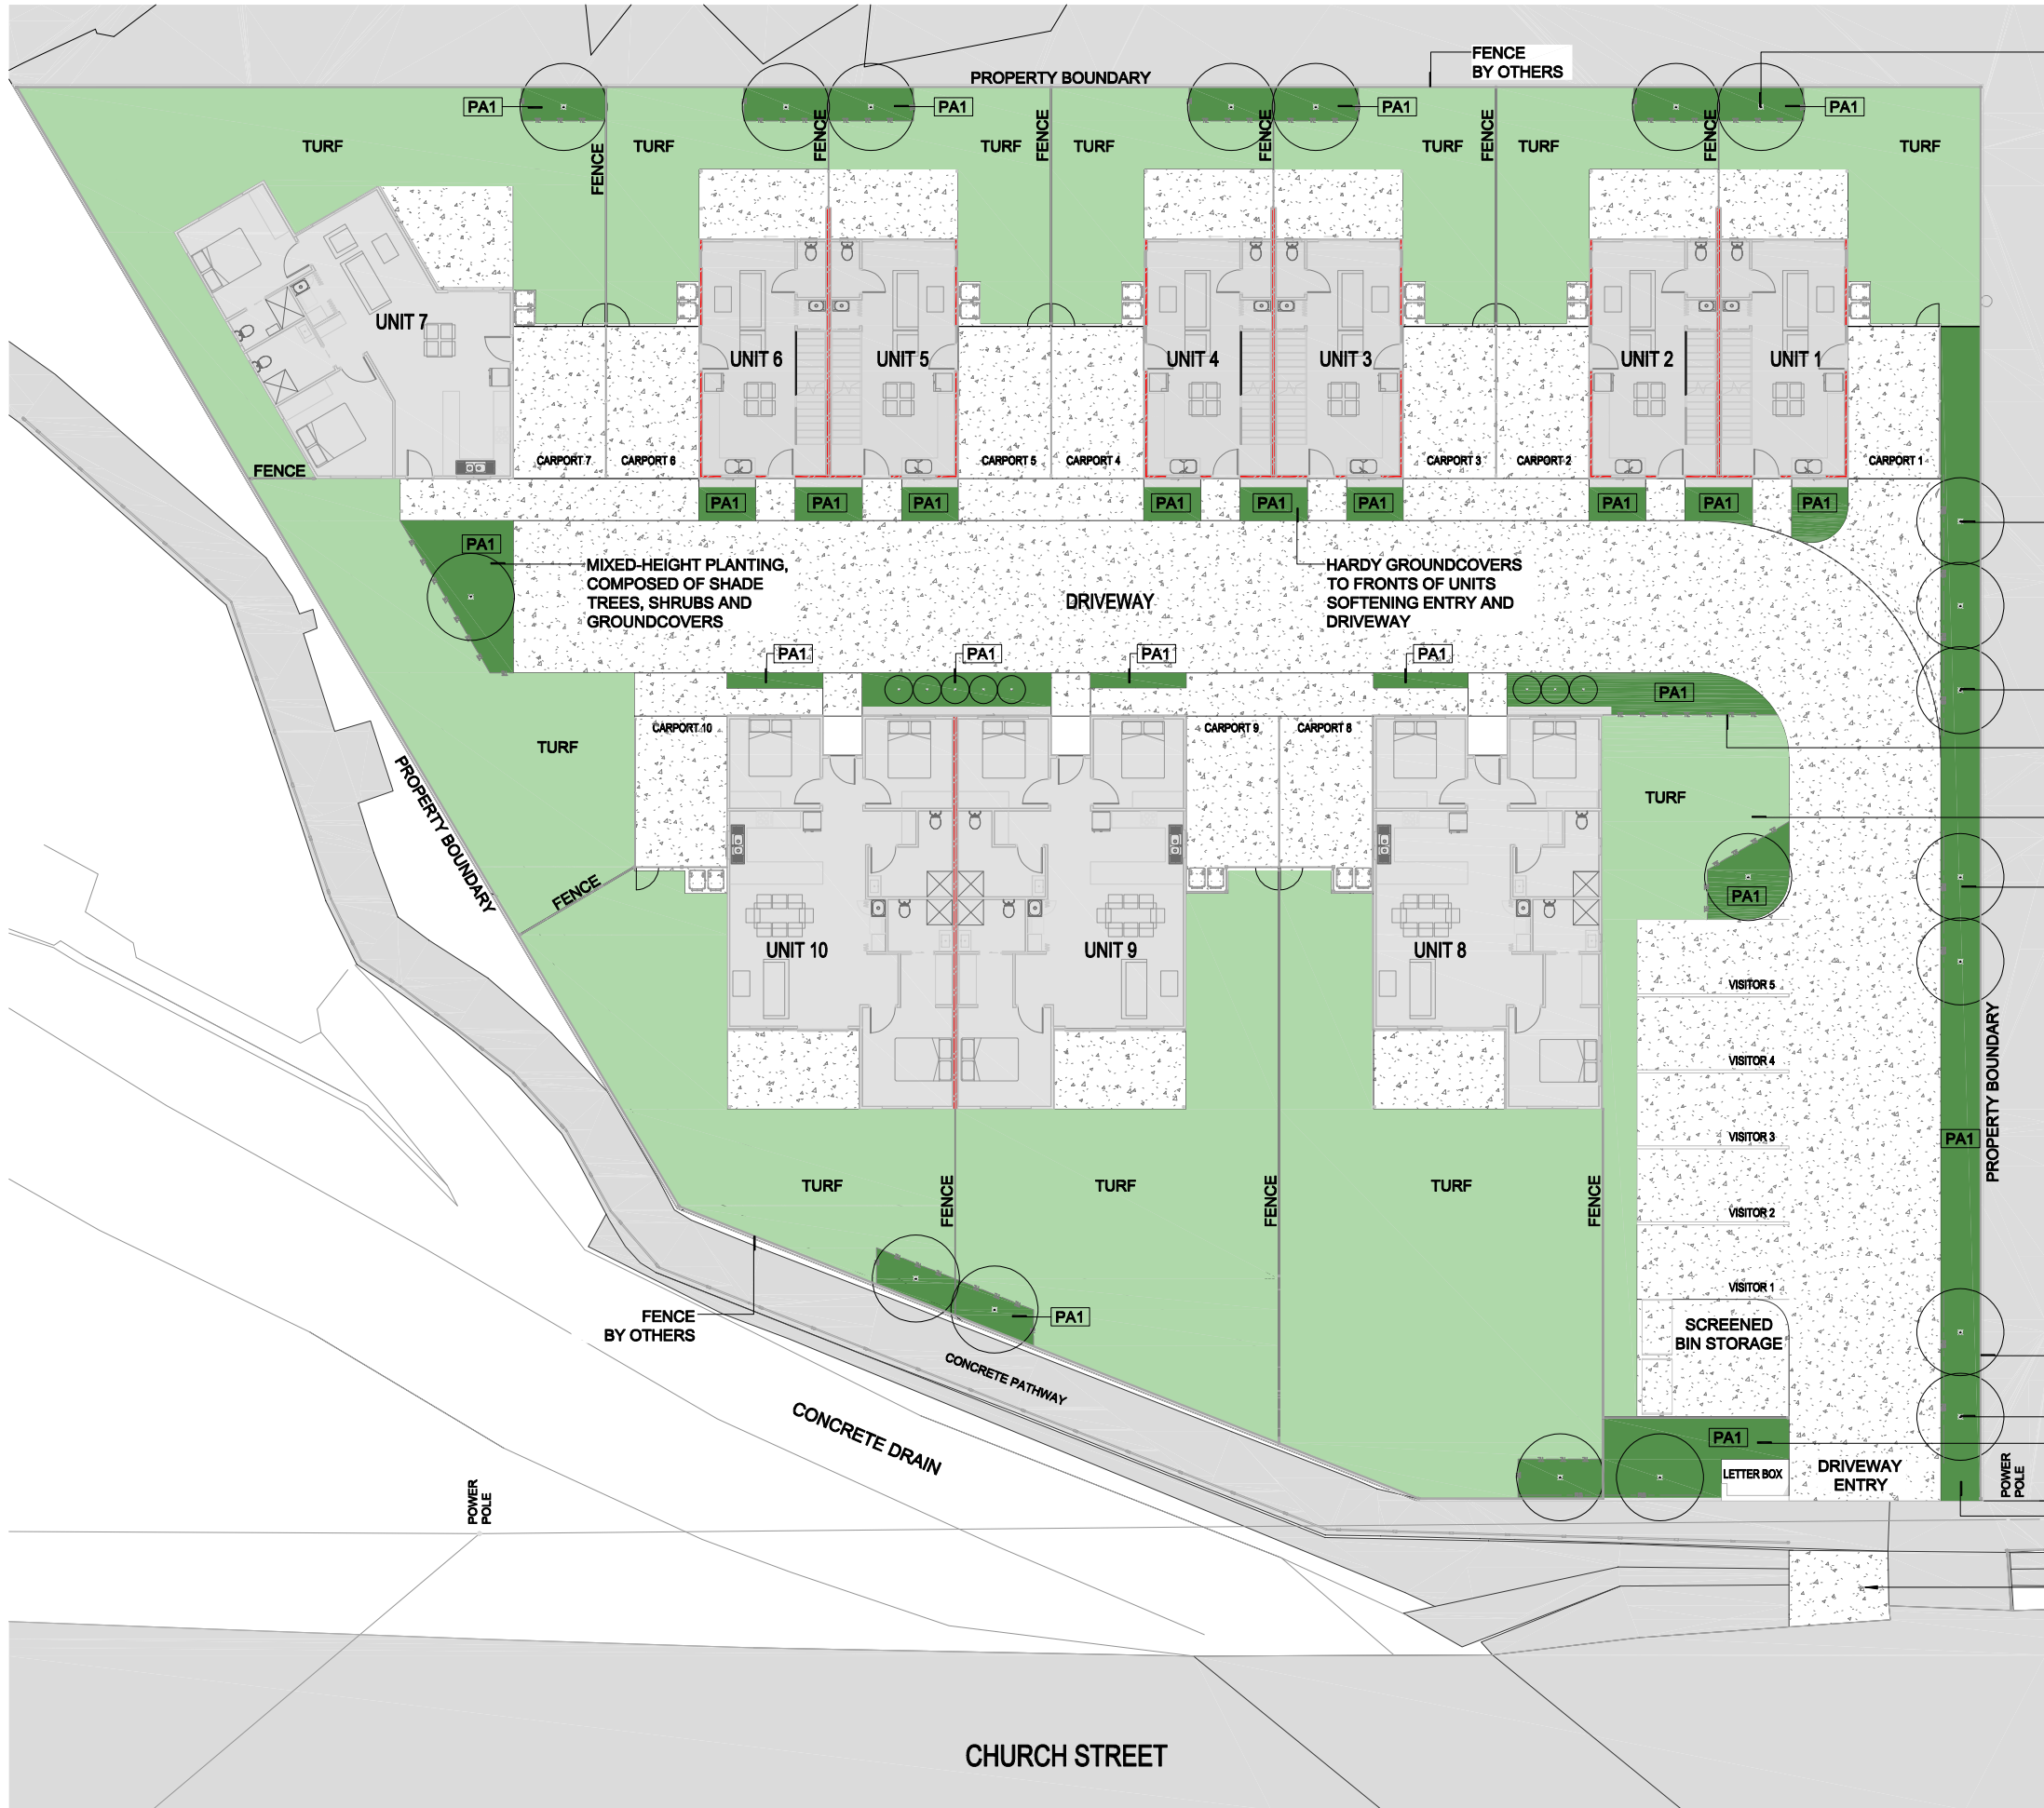 FENCE
BY OTHERS
PROPERTY BOUNDARY
PA1
PA1
PA1
PA1
TURF
TURF
TURF
TURF
TURF
TURF
TURF
FENCE
FENCE
FENCE
FENCE
FENCE
FENCE
UNIT 7
UNIT 6
UNIT 5
UNIT 4
UNIT 3
UNIT 2
UNIT 1
CARPORT 7
CARPORT 6
CARPORT 5
CARPORT 4
CARPORT 3
CARPORT 2
CARPORT 1
FENCE
PA1
PA1
PA1
PA1
PA1
PA1
PA1
PA1
PA1
PA1
MIXED-HEIGHT PLANTING,
COMPOSED OF SHADE
TREES, SHRUBS AND
GROUNDCOVERS
DRIVEWAY
HARDY GROUNDCOVERS
TO FRONTS OF UNITS
SOFTENING ENTRY AND
DRIVEWAY
PA1
PA1
PA1
PA1
PA1
CARPORT 10
CARPORT 9
CARPORT 8
TURF
TURF
PROPERTY BOUNDARY
FENCE
PA1
UNIT 10
UNIT 9
UNIT 8
VISITOR 5
VISITOR 4
VISITOR 3
VISITOR 2
VISITOR 1
PROPERTY BOUNDARY
PA1
TURF
TURF
TURF
FENCE
FENCE
FENCE
FENCE
BY OTHERS
PA1
SCREENED
BIN STORAGE
CONCRETE PATHWAY
CONCRETE DRAIN
PA1
LETTER BOX
DRIVEWAY
ENTRY
POWER
POLE
POWER
POLE
CHURCH STREET